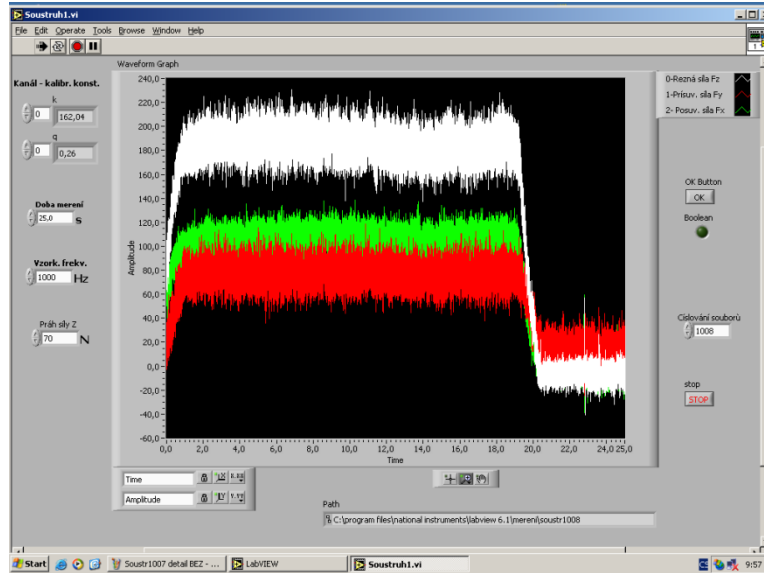 Soustruh1.vi
File Edit Operate Tools Browse Window Help
Waveform Graph
Kanál - kalibr. konst.
k
0 162,04
q
0 0,26
Doba merení
25,0 s
Vzork. frekv.
1000 Hz
Práh síly Z
70 N
Amplitude
240,0
220,0
200,0
180,0
160,0
140,0
120,0
100,0
80,0
60,0
40,0
20,0
0,0
-20,0
-40,0
-60,0
0,0 2,0 4,0 6,0 8,0 10,0 12,0 14,0 16,0 18,0 20,0 22,0 24,0 25,0
Time
0-Rezná síla Fz
1-Prísuv. síla Fy
2- Posuv. síla Fx
OK Button
OK
Boolean
Císlování souborù
1008
stop
STOP
Time
Amplitude
Path
C:\program files\national instruments\labview 6.1\mereni\soustr1008
Start Soustr1007 detail BEZ - ... LabVIEW Soustruh1.vi 9:57